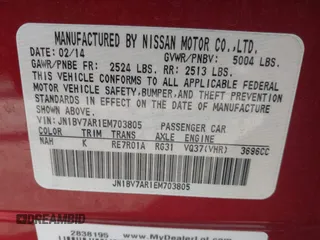 MANUFACTURED BY NISSAN MOTOR CO.,LTD.
DATE: 02/14 GVWR/PNBV: 5004 LBS.
GAWR/PNBE FR: 2524 LBS. RR: 2513 LBS.
THIS VEHICLE CONFORMS TO ALL APPLICABLE FEDERAL
MOTOR VEHICLE SAFETY, BUMPER, AND THEFT PREVENTION
STANDARDS IN EFFECT ON THE DATE OF MANUFACTURE
SHOWN ABOVE.
VIN: JN1BV7AR1EM703805 PASSENGER CAR
COLOR TRIM TRANS AXLE ENGINE
NAH K RE7R01A RG31 VQ37(VHR) 3696CC
JN1BV7AR1EM703805
2838195
www.MyDealerLot.com
© DREAMBID